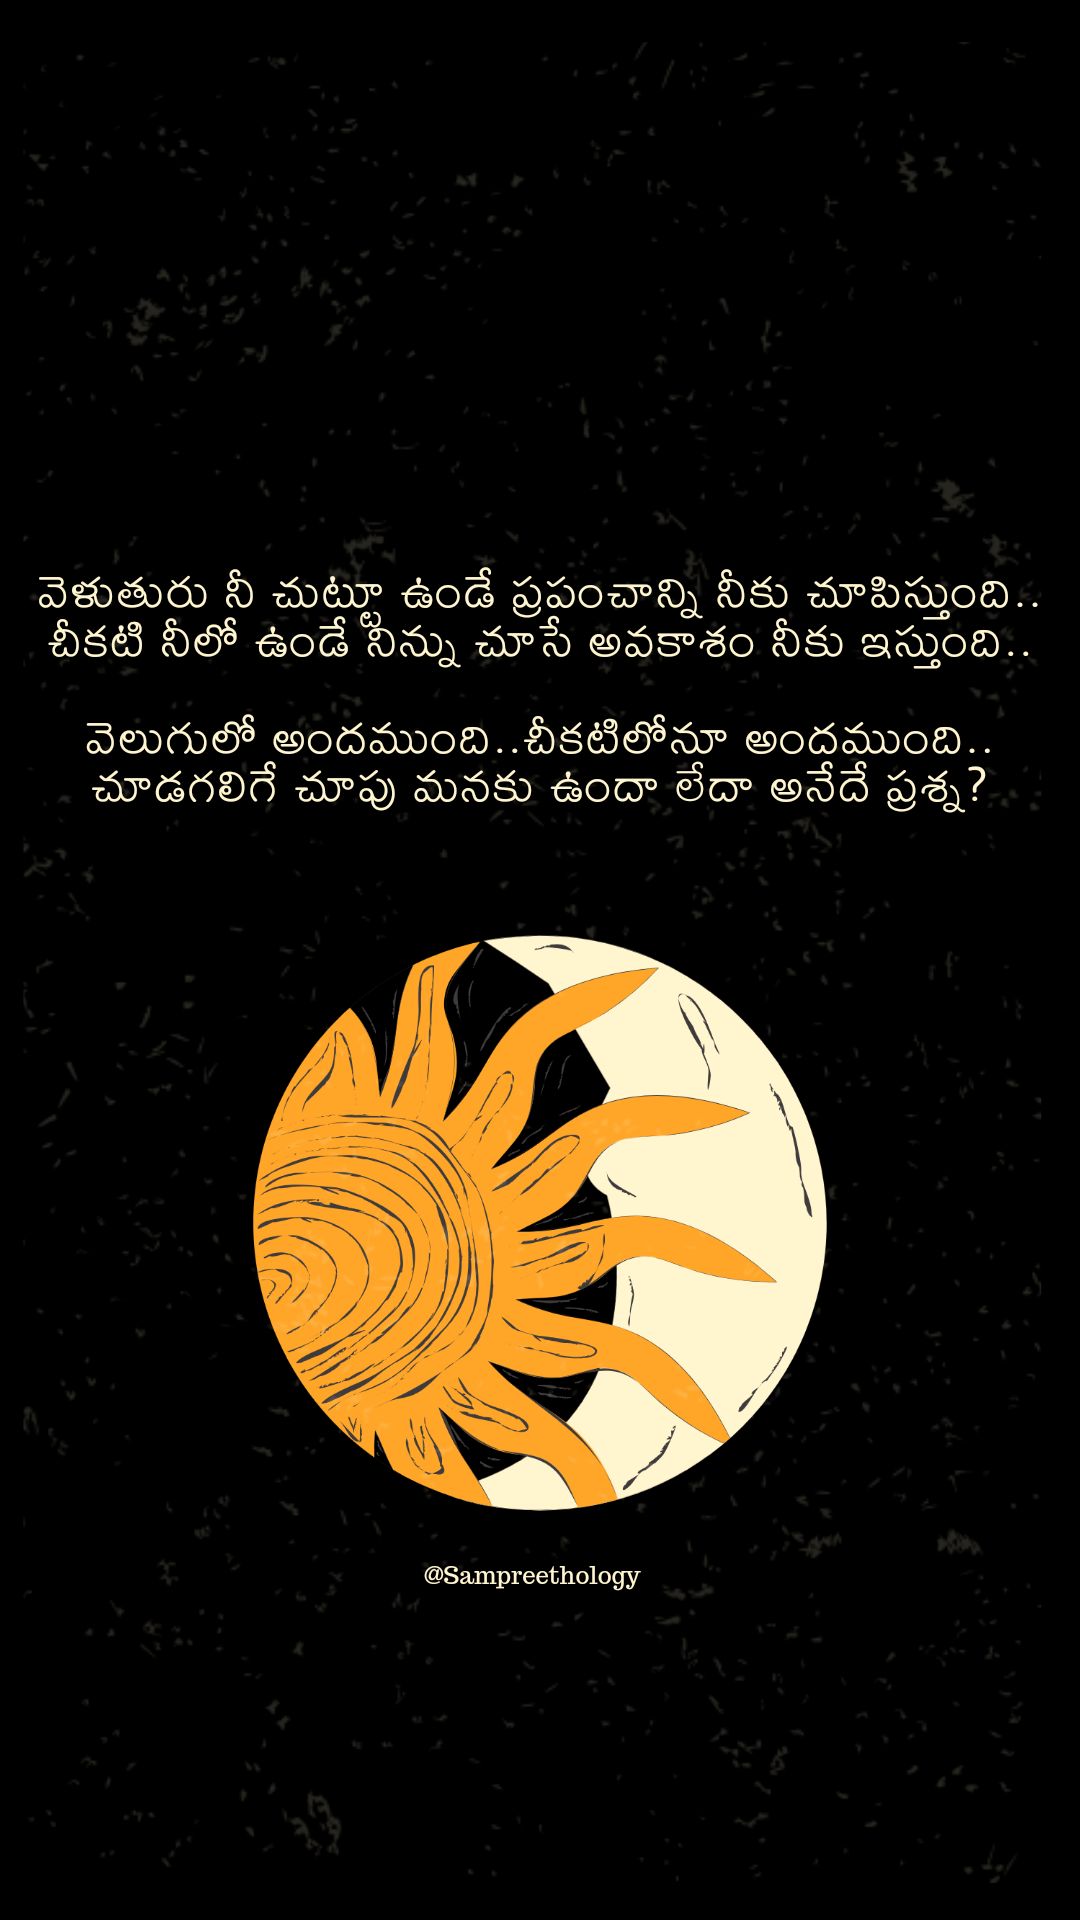 వెళుతురు నీ చుట్టూ ఉండే ప్రపంచాన్ని నీకు చూపిస్తుంది..
చీకటి నీలో ఉండే నిన్ను చూసే అవకాశం నీకు ఇస్తుంది..
వెలుగులో అందముంది..చీకటిలోనూ అందముంది..
చూడగలిగే చూపు మనకు ఉందా లేదా అనేదే ప్రశ్న?
@Sampreethology